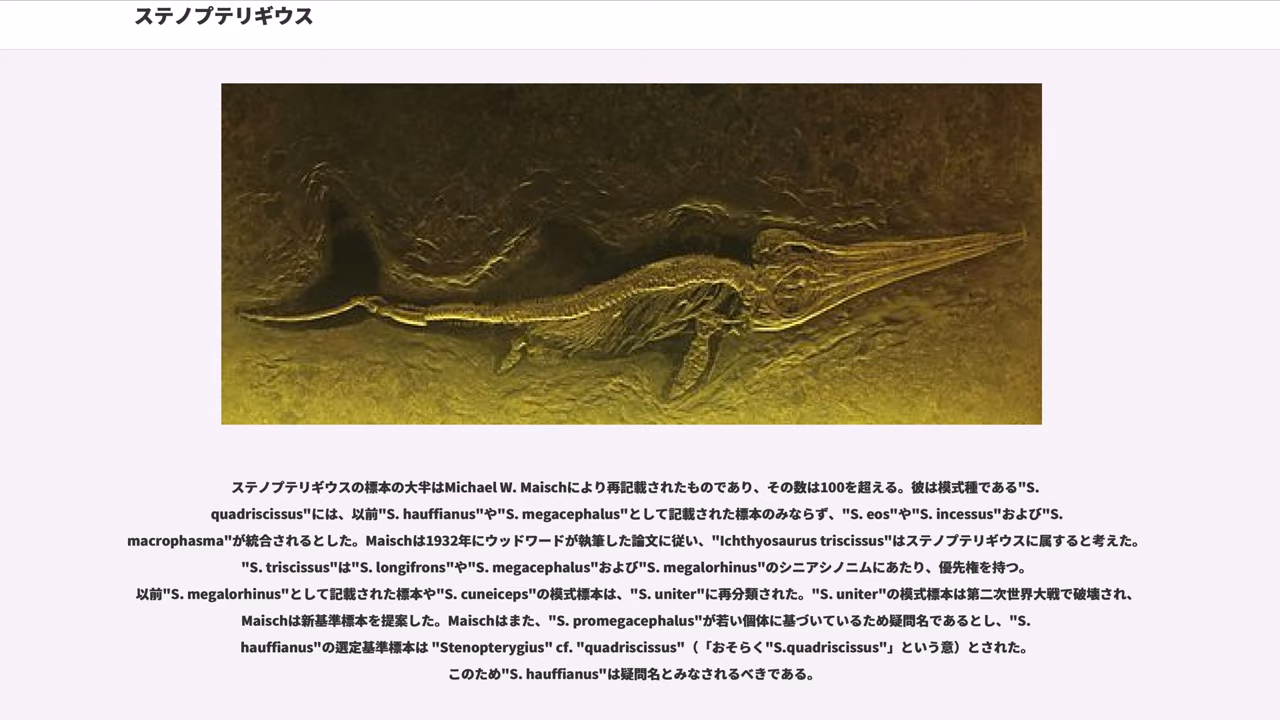 ステノプテリギウス
ステノプテリギウスの標本の大半はMichael W. Maischにより再記載されたものであり、その数は100を超える。彼は模式種である"S.
quadriscissus"には、以前"S. hauffianus"や"S. megacephalus"として記載された標本のみならず、"S. eos"や"S. incessus"および"S.
macrophasma"が統合されるとした。Maischは1932年にウッドワードが執筆した論文に従い、"Ichthyosaurus triscissus"はステノプテリギウスに属すると考えた。
"S. triscissus"は"S. longifrons"や"S. megacephalus"および"S. megalorhinus"のシニアシノニムにあたり、優先権を持つ。
以前"S. megalorhinus"として記載された標本や"S. cuneiceps"の模式標本は、"S. uniter"に再分類された。"S. uniter"の模式標本は第二次世界大戦で破壊され、
Maischは新基準標本を提案した。Maischはまた、"S. promegacephalus"が若い個体に基づいているため疑問名であるとし、"S.
hauffianus"の選定基準標本は "Stenopterygius" cf. "quadriscissus"（「おそらく"S.quadriscissus"」という意）とされた。
このため"S. hauffianus"は疑問名とみなされるべきである。